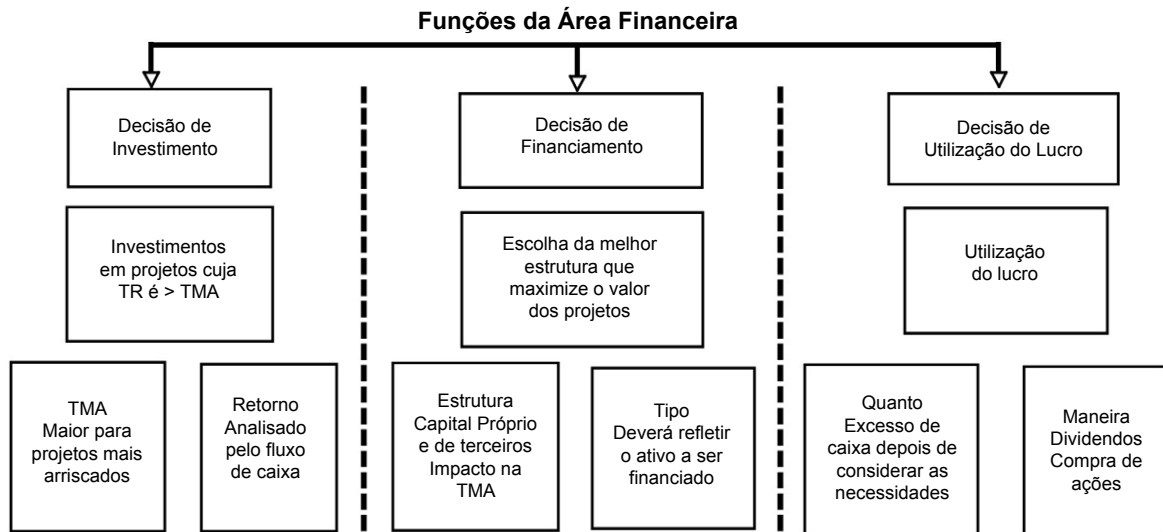 Funções da Área Financeira
Decisão de
Investimento
Investimentos
em projetos cuja
TR é > TMA
TMA
Maior para
projetos mais
arriscados
Retorno
Analisado
pelo fluxo
de caixa
Decisão de
Financiamento
Escolha da melhor
estrutura que
maximize o valor
dos projetos
Estrutura
Capital Próprio
e de terceiros
Impacto na
TMA
Tipo
Deverá refletir
o ativo a ser
financiado
Decisão de
Utilização do Lucro
Utilização
do lucro
Quanto
Excesso de
caixa depois de
considerar as
necessidades
Maneira
Dividendos
Compra de
ações